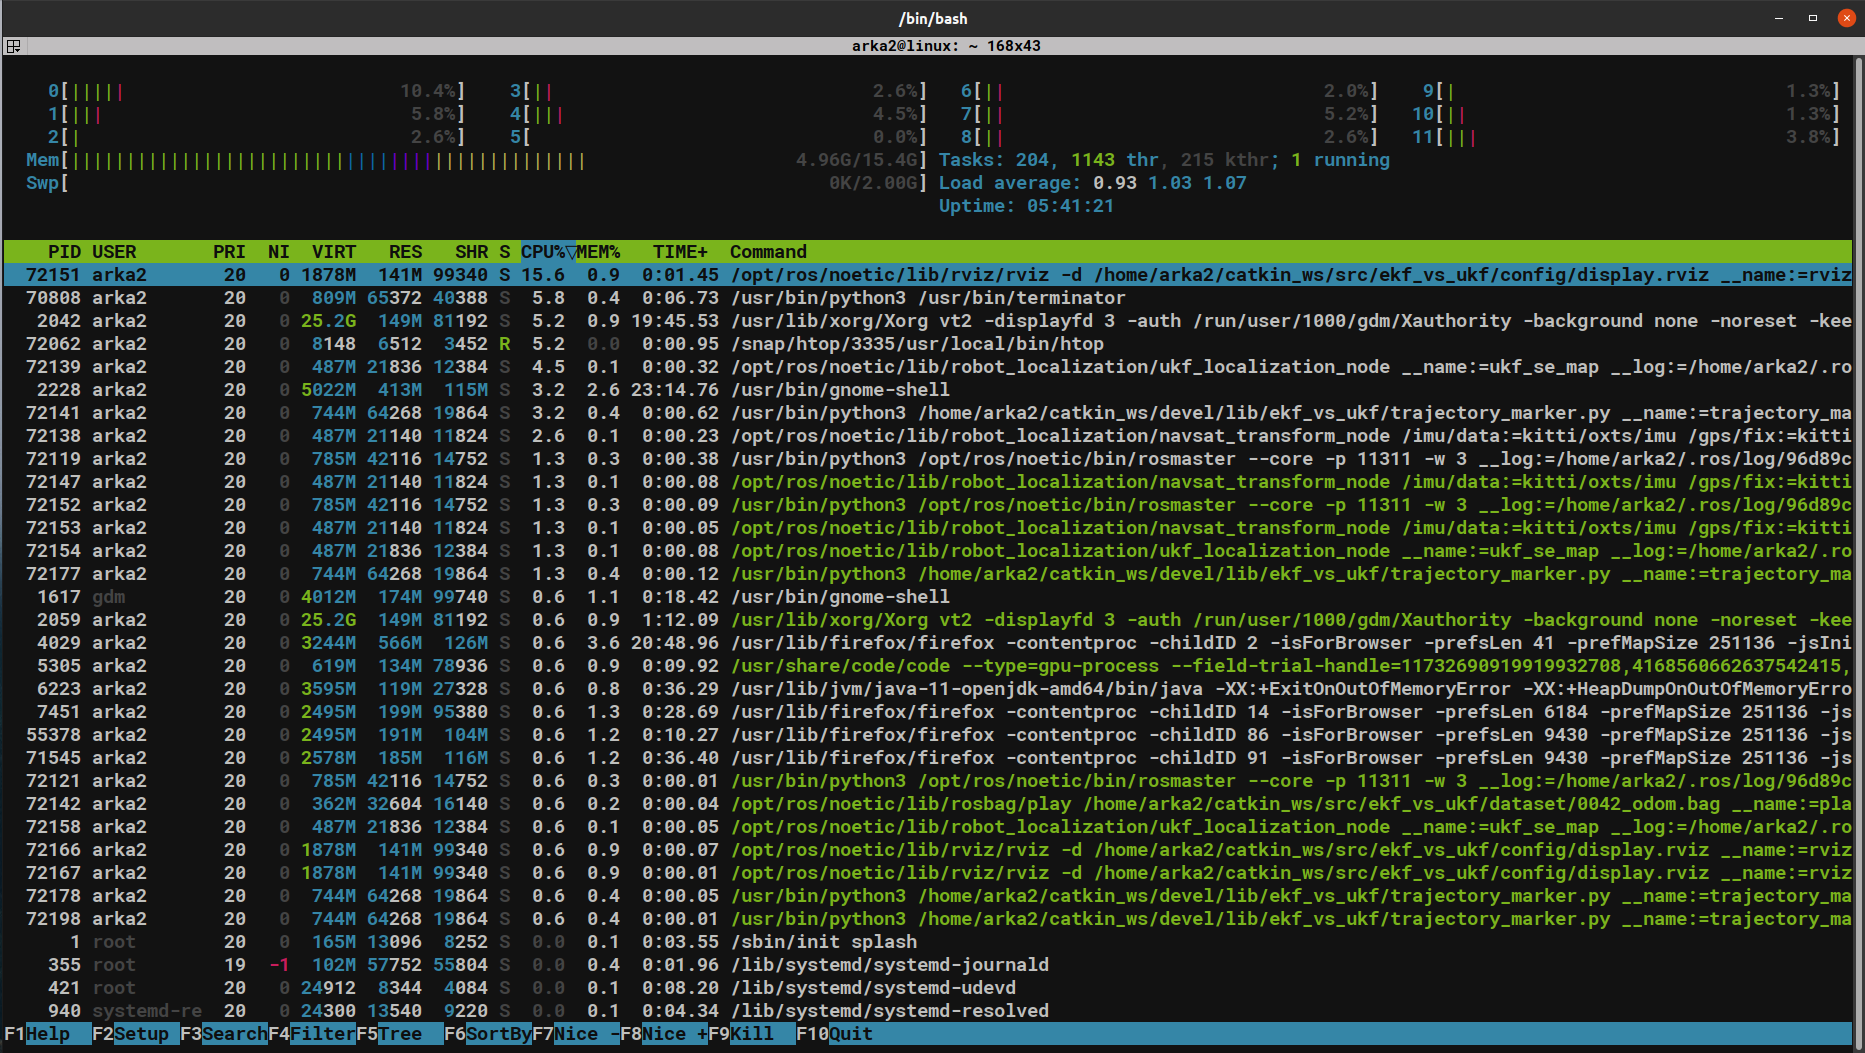 /bin/bash
arka2@linux: ~ 168x43
0[||||| 10.4%] 3[|| 2.6%] 6[|| 2.0%] 9[| 1.3%]
1[||| 5.8%] 4[||| 4.5%] 7[|| 5.2%] 10[|| 1.3%]
2[| 2.6%] 5[ 0.0%] 8[|| 2.6%] 11[||| 3.8%]
Mem[||||||||||||||||||||||||||||||||||||||||||||||| 4.96G/15.4G] Tasks: 204, 1143 thr, 215 kthr; 1 running
Swp[ 0K/2.00G] Load average: 0.93 1.03 1.07
Uptime: 05:41:21
PID USER PRI NI VIRT RES SHR S CPU%▽MEM% TIME+ Command
72151 arka2 20 0 1878M 141M 99340 S 15.6 0.9 0:01.45 /opt/ros/noetic/lib/rviz/rviz -d /home/arka2/catkin_ws/src/ekf_vs_ukf/config/display.rviz __name:=rviz
70808 arka2 20 0 809M 65372 40388 S 5.8 0.4 0:06.73 /usr/bin/python3 /usr/bin/terminator
2042 arka2 20 0 25.2G 149M 81192 S 5.2 0.9 19:45.53 /usr/lib/xorg/Xorg vt2 -displayfd 3 -auth /run/user/1000/gdm/Xauthority -background none -noreset -kee
72062 arka2 20 0 8148 6512 3452 R 5.2 0.0 0:00.95 /snap/htop/3335/usr/local/bin/htop
72139 arka2 20 0 487M 21836 12384 S 4.5 0.1 0:00.32 /opt/ros/noetic/lib/robot_localization/ukf_localization_node __name:=ukf_se_map __log:=/home/arka2/.ro
2228 arka2 20 0 5022M 413M 115M S 3.2 2.6 23:14.76 /usr/bin/gnome-shell
72141 arka2 20 0 744M 64268 19864 S 3.2 0.4 0:00.62 /usr/bin/python3 /home/arka2/catkin_ws/devel/lib/ekf_vs_ukf/trajectory_marker.py __name:=trajectory_ma
72138 arka2 20 0 487M 21140 11824 S 2.6 0.1 0:00.23 /opt/ros/noetic/lib/robot_localization/navsat_transform_node /imu/data:=kitti/oxts/imu /gps/fix:=kitti
72119 arka2 20 0 785M 42116 14752 S 1.3 0.3 0:00.38 /usr/bin/python3 /opt/ros/noetic/bin/rosmaster --core -p 11311 -w 3 __log:=/home/arka2/.ros/log/96d89c
72147 arka2 20 0 487M 21140 11824 S 1.3 0.1 0:00.08 /opt/ros/noetic/lib/robot_localization/navsat_transform_node /imu/data:=kitti/oxts/imu /gps/fix:=kitti
72152 arka2 20 0 785M 42116 14752 S 1.3 0.3 0:00.09 /usr/bin/python3 /opt/ros/noetic/bin/rosmaster --core -p 11311 -w 3 __log:=/home/arka2/.ros/log/96d89c
72153 arka2 20 0 487M 21140 11824 S 1.3 0.1 0:00.05 /opt/ros/noetic/lib/robot_localization/navsat_transform_node /imu/data:=kitti/oxts/imu /gps/fix:=kitti
72154 arka2 20 0 487M 21836 12384 S 1.3 0.1 0:00.08 /opt/ros/noetic/lib/robot_localization/ukf_localization_node __name:=ukf_se_map __log:=/home/arka2/.ro
72177 arka2 20 0 744M 64268 19864 S 1.3 0.4 0:00.12 /usr/bin/python3 /home/arka2/catkin_ws/devel/lib/ekf_vs_ukf/trajectory_marker.py __name:=trajectory_ma
1617 gdm 20 0 4012M 174M 99740 S 0.6 1.1 0:18.42 /usr/bin/gnome-shell
2059 arka2 20 0 25.2G 149M 81192 S 0.6 0.9 1:12.09 /usr/lib/xorg/Xorg vt2 -displayfd 3 -auth /run/user/1000/gdm/Xauthority -background none -noreset -kee
4029 arka2 20 0 3244M 566M 126M S 0.6 3.6 20:48.96 /usr/lib/firefox/firefox -contentproc -childID 2 -isForBrowser -prefsLen 41 -prefMapSize 251136 -jsIni
5305 arka2 20 0 619M 134M 78936 S 0.6 0.9 0:09.92 /usr/share/code/code --type=gpu-process --field-trial-handle=11732690919919932708,4168560662637542415,
6223 arka2 20 0 3595M 119M 27328 S 0.6 0.8 0:36.29 /usr/lib/jvm/java-11-openjdk-amd64/bin/java -XX:+ExitOnOutOfMemoryError -XX:+HeapDumpOnOutOfMemoryErro
7451 arka2 20 0 2495M 199M 95380 S 0.6 1.3 0:28.69 /usr/lib/firefox/firefox -contentproc -childID 14 -isForBrowser -prefsLen 6184 -prefMapSize 251136 -js
55378 arka2 20 0 2495M 191M 104M S 0.6 1.2 0:10.27 /usr/lib/firefox/firefox -contentproc -childID 86 -isForBrowser -prefsLen 9430 -prefMapSize 251136 -js
71545 arka2 20 0 2578M 185M 116M S 0.6 1.2 0:36.40 /usr/lib/firefox/firefox -contentproc -childID 91 -isForBrowser -prefsLen 9430 -prefMapSize 251136 -js
72121 arka2 20 0 785M 42116 14752 S 0.6 0.3 0:00.01 /usr/bin/python3 /opt/ros/noetic/bin/rosmaster --core -p 11311 -w 3 __log:=/home/arka2/.ros/log/96d89c
72142 arka2 20 0 362M 32604 16140 S 0.6 0.2 0:00.04 /opt/ros/noetic/lib/rosbag/play /home/arka2/catkin_ws/src/ekf_vs_ukf/dataset/0042_odom.bag __name:=pla
72158 arka2 20 0 487M 21836 12384 S 0.6 0.1 0:00.05 /opt/ros/noetic/lib/robot_localization/ukf_localization_node __name:=ukf_se_map __log:=/home/arka2/.ro
72166 arka2 20 0 1878M 141M 99340 S 0.6 0.9 0:00.07 /opt/ros/noetic/lib/rviz/rviz -d /home/arka2/catkin_ws/src/ekf_vs_ukf/config/display.rviz __name:=rviz
72167 arka2 20 0 1878M 141M 99340 S 0.6 0.9 0:00.01 /opt/ros/noetic/lib/rviz/rviz -d /home/arka2/catkin_ws/src/ekf_vs_ukf/config/display.rviz __name:=rviz
72178 arka2 20 0 744M 64268 19864 S 0.6 0.4 0:00.05 /usr/bin/python3 /home/arka2/catkin_ws/devel/lib/ekf_vs_ukf/trajectory_marker.py __name:=trajectory_ma
72198 arka2 20 0 744M 64268 19864 S 0.6 0.4 0:00.01 /usr/bin/python3 /home/arka2/catkin_ws/devel/lib/ekf_vs_ukf/trajectory_marker.py __name:=trajectory_ma
1 root 20 0 165M 13096 8252 S 0.0 0.1 0:03.55 /sbin/init splash
355 root 19 -1 102M 57752 55804 S 0.0 0.4 0:01.96 /lib/systemd/systemd-journald
421 root 20 0 24912 8344 4084 S 0.0 0.1 0:08.20 /lib/systemd/systemd-udevd
940 systemd-re 20 0 24300 13540 9220 S 0.0 0.1 0:04.34 /lib/systemd/systemd-resolved
F1Help F2Setup F3SearchF4FilterF5Tree F6SortByF7Nice -F8Nice +F9Kill F10Quit